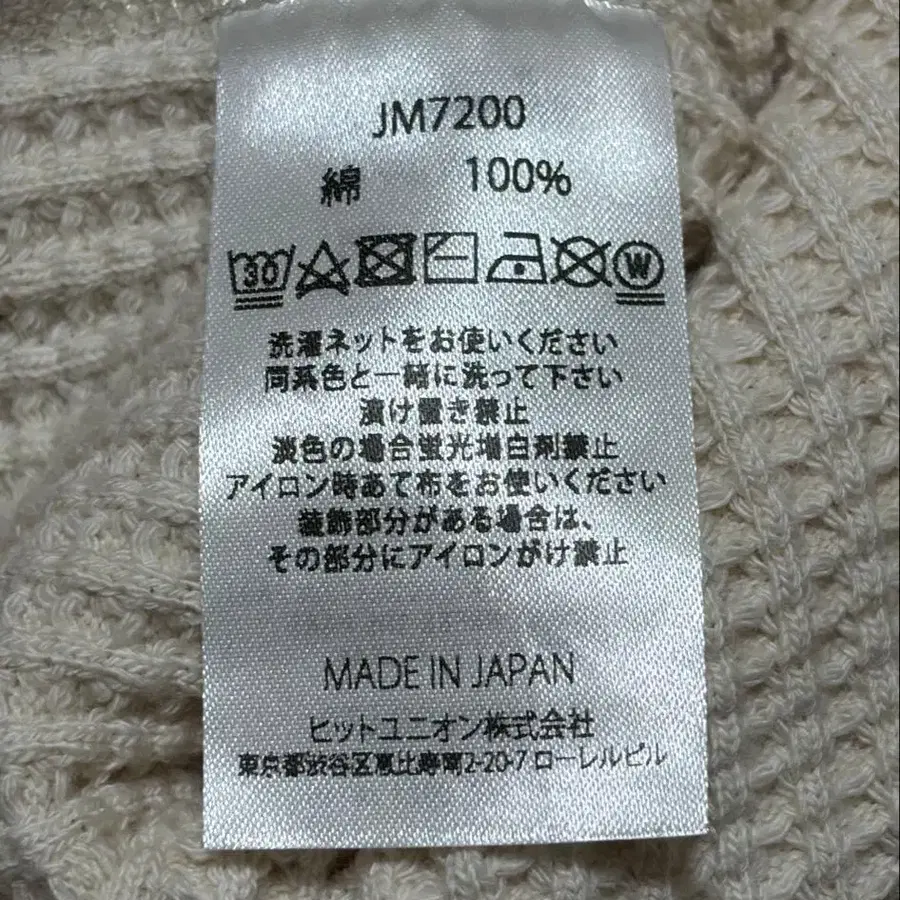 JM7200
綿 100%
30 W
洗濯ネットをお使いください
同系色と一緒に洗って下さい
漬け置き禁止
淡色の場合蛍光増白剤禁止
アイロン時あて布をお使いください
装飾部分がある場合は、
その部分にアイロンがけ禁止
MADE IN JAPAN
ヒットユニオン株式会社
東京都渋谷区恵比寿南2-20-7 ローレルビル